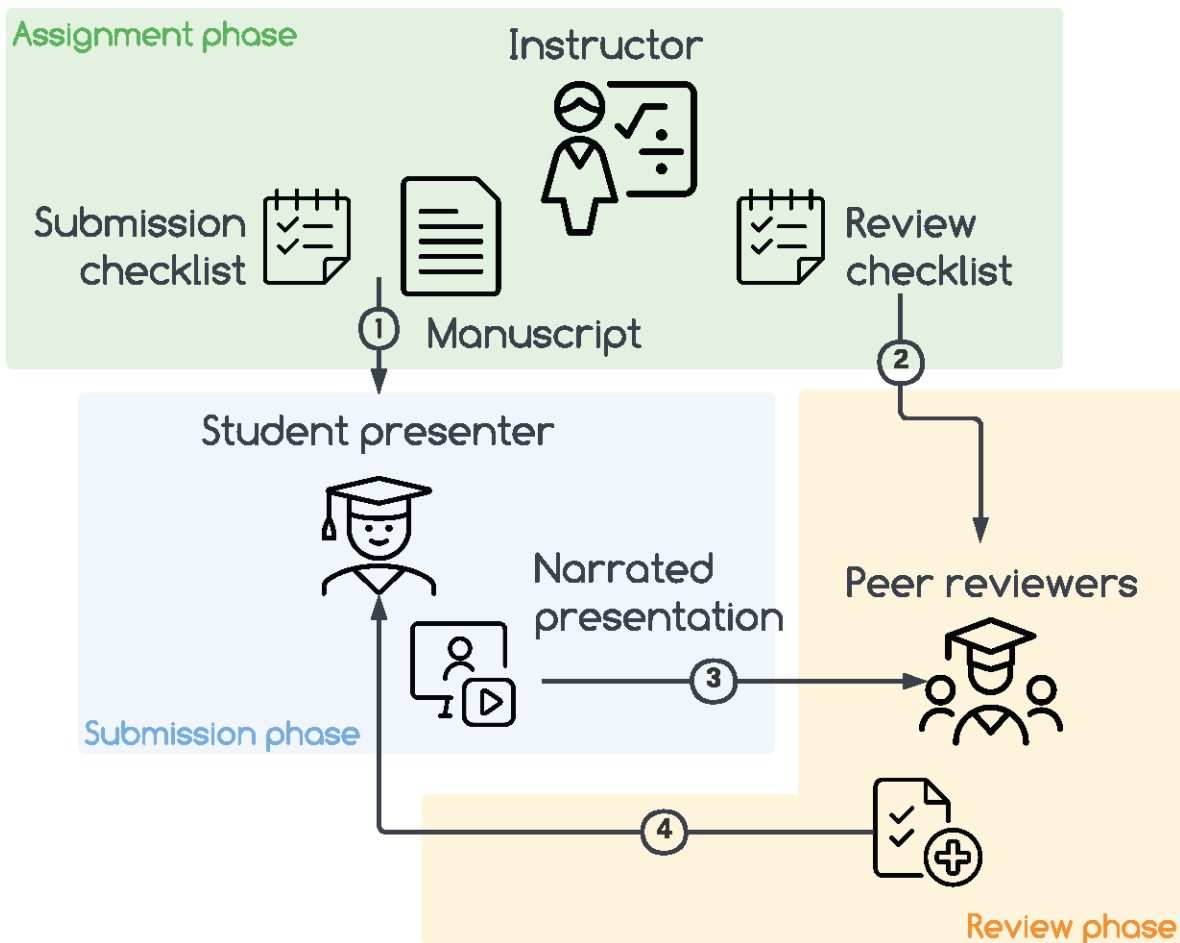 Assignment phase
Instructor
Submission
checklist
Review
checklist
1
Manuscript
2
Student presenter
Narrated
presentation
Peer reviewers
3
Submission phase
4
Review phase